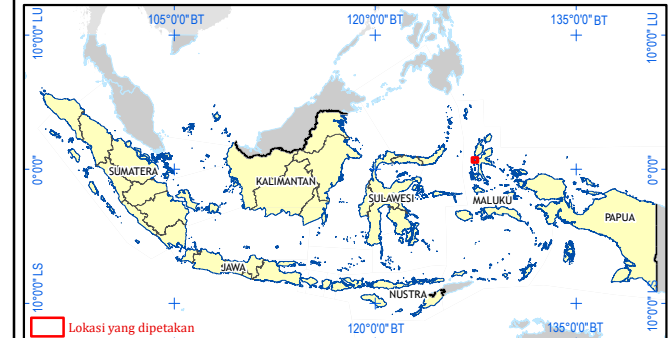 105°0'0"BT 120°0'0"BT 135°0'0"BT
10°0'0"LU 10°0'0"LU
SUMATERA
KALIMANTAN
SULAWESI
MALUKU
PAPUA
0°0'0" 0°0'0"
JAWA
NUSTRA
10°0'0"LS 10°0'0"
Lokasi yang dipetakan
120°0'0"BT 135°0'0"BT